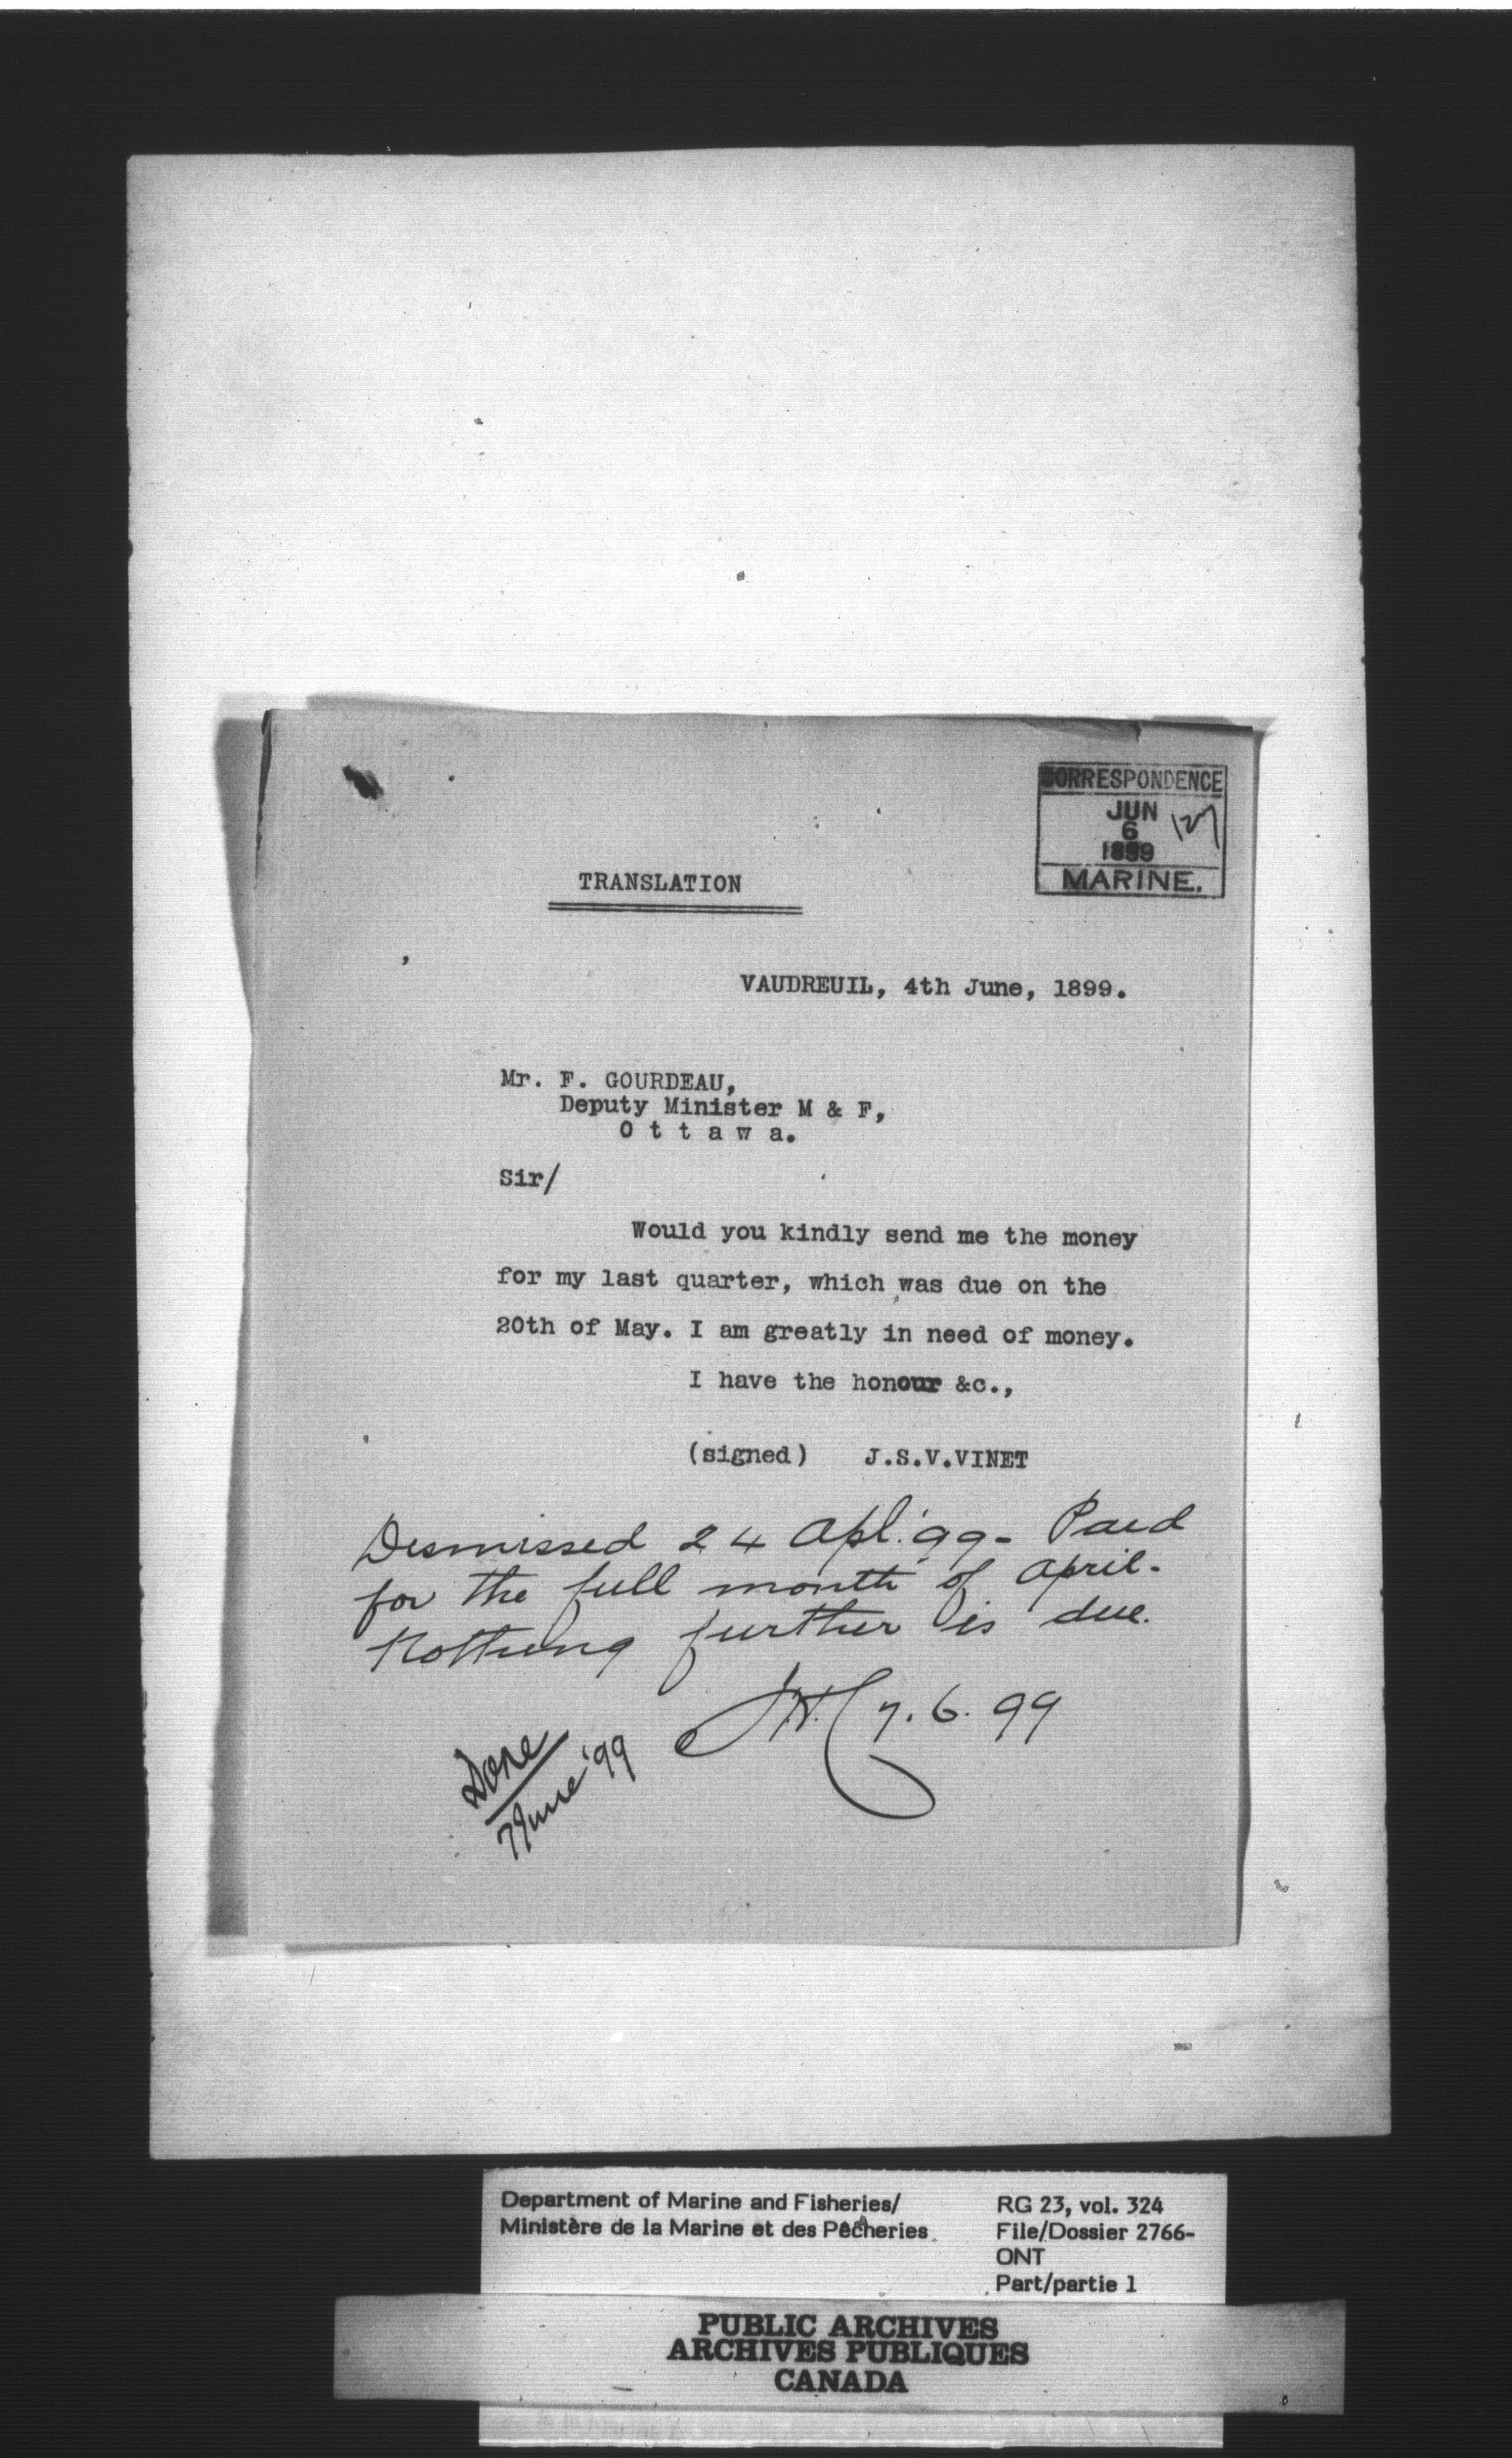 CORRESPONDENCE
JUN
6
1899
127
MARINE.
TRANSLATION
VAUDREUIL, 4th June, 1899.
Mr. F. GOURDEAU,
Deputy Minister M & F,
O t t a w a.
Sir/
Would you kindly send me the money
for my last quarter, which was due on the
20th of May. I am greatly in need of money.
I have the honour &c.,
(signed) J.S.V.VINET
Dismissed 24 Apl. '99 - Paid
for the full month of April.
Nothing further is due.
7.6.99
Done
7 June '99
Department of Marine and Fisheries/
Ministère de la Marine et des Pêcheries
RG 23, vol. 324
File/Dossier 2766-
ONT
Part/partie 1
PUBLIC ARCHIVES
ARCHIVES PUBLIQUES
CANADA